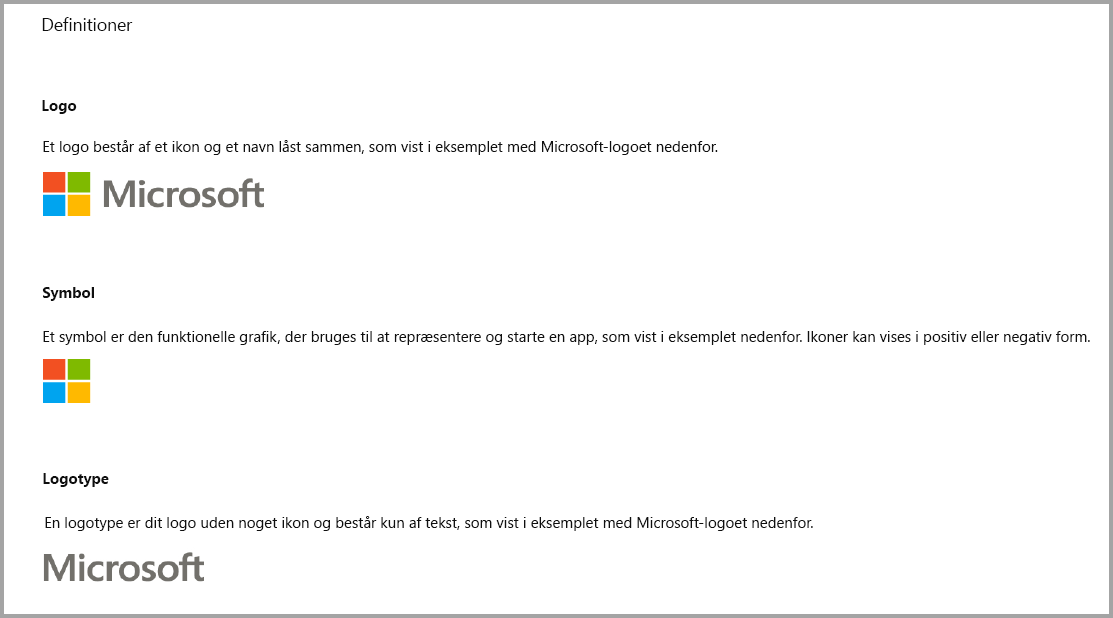 Definitioner
Logo
Et logo består af et ikon og et navn låst sammen, som vist i eksemplet med Microsoft-logoet nedenfor.
Microsoft
Symbol
Et symbol er den funktionelle grafik, der bruges til at repræsentere og starte en app, som vist i eksemplet nedenfor. Ikoner kan vises i positiv eller negativ form.
Logotype
En logotype er dit logo uden noget ikon og består kun af tekst, som vist i eksemplet med Microsoft-logoet nedenfor.
Microsoft